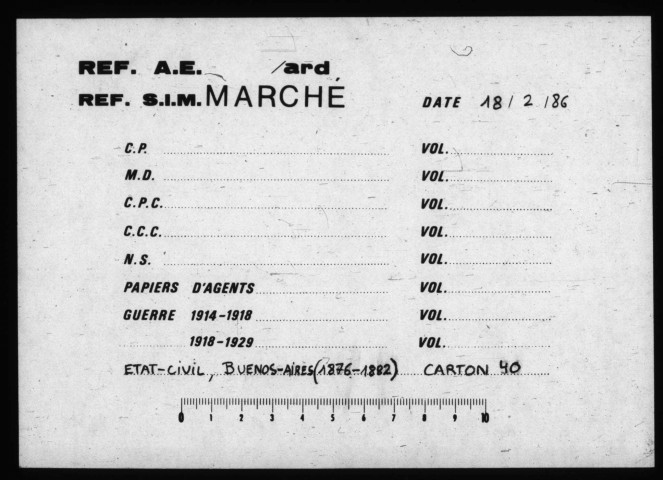 REF. A.E. /ard
REF. S.I.M. MARCHÉ DATE 18 / 2 / 86
C.P. VOL.
M.D. VOL.
C.P.C. VOL.
C.C.C. VOL.
N.S. VOL.
PAPIERS D'AGENTS VOL.
GUERRE 1914-1918 VOL.
1918-1929 VOL.
ETAT-CIVIL, BUENOS-AIRES (1876-1882) CARTON 40
0 1 2 3 4 5 6 7 8 9 10